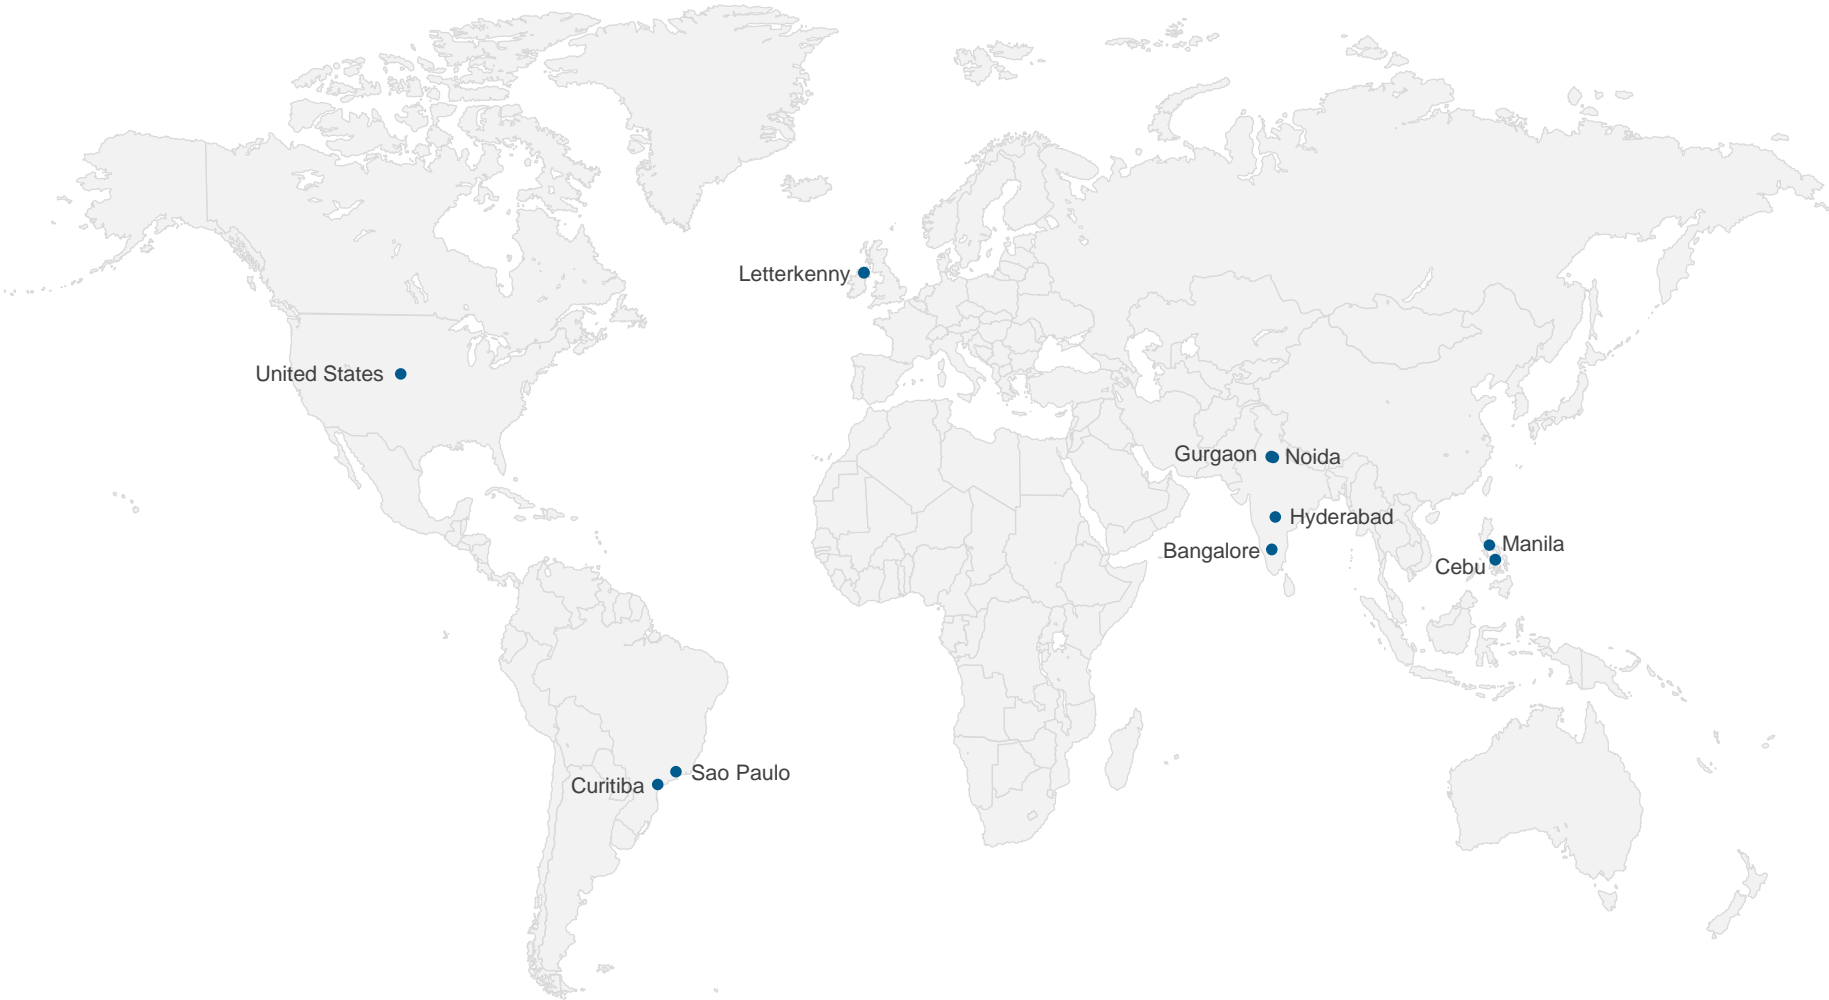 Letterkenny
United States
Gurgaon
Noida
Hyderabad
Bangalore
Manila
Cebu
Sao Paulo
Curitiba